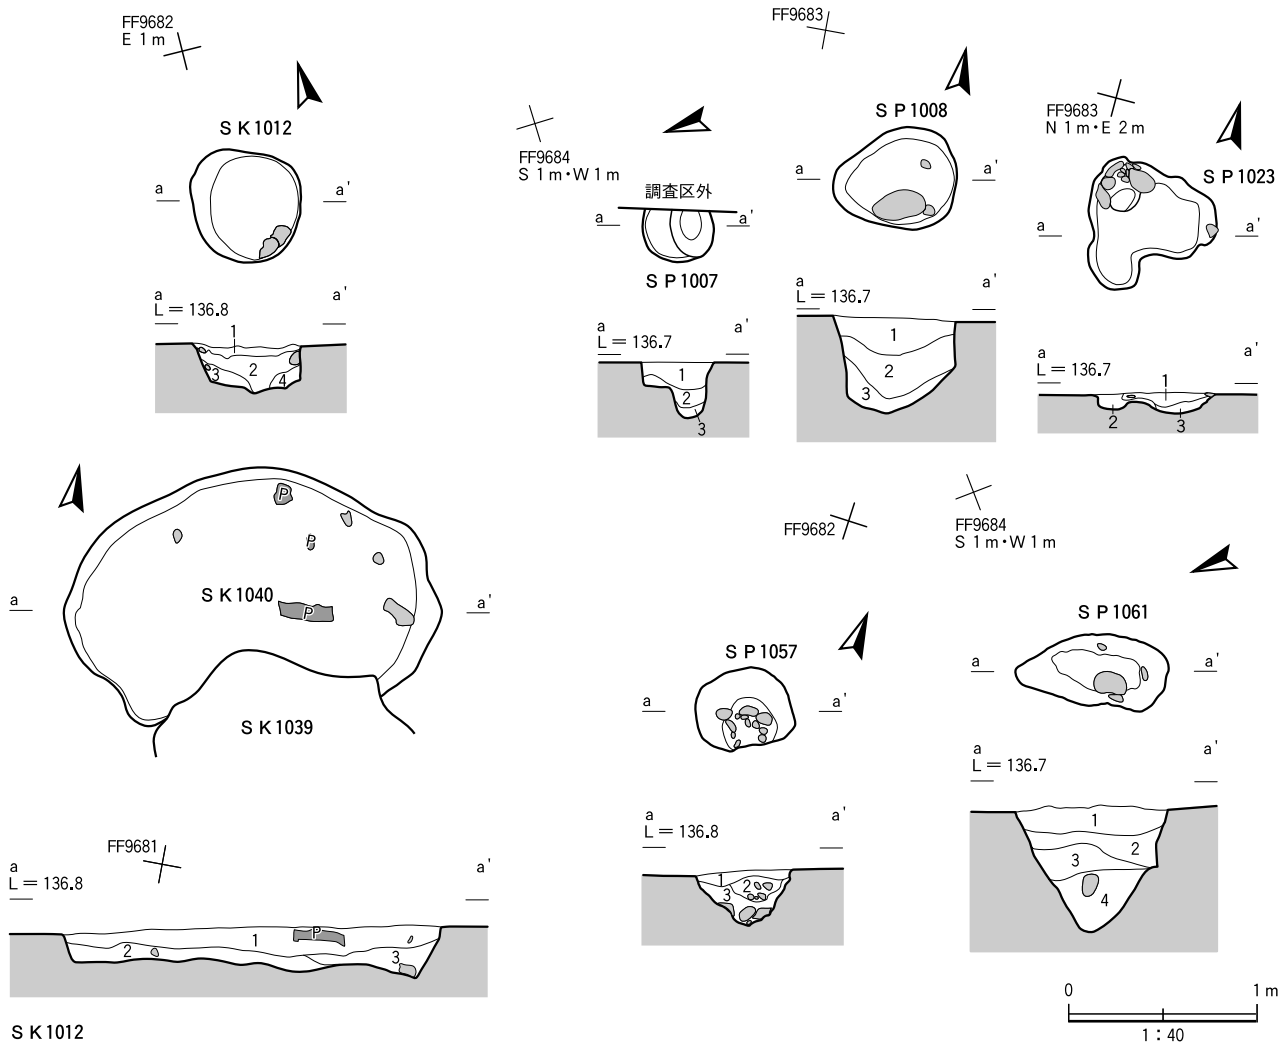 FF9682
E 1 m
S K 1012
a a'
a a'
L = 136.8
1
2
3
4
FF9684
S 1 m・W 1 m
調査区外
a a'
S P 1007
a a'
L = 136.7
1
2
3
FF9683
S P 1008
a a'
a a'
L = 136.7
1
2
3
FF9683
N 1 m・E 2 m
S P 1023
a a'
a a'
L = 136.7
1
2
3
P
P
S K 1040
P
a a'
S K 1039
FF9681
a a'
L = 136.8
1
P
2
3
FF9682
S P 1057
a a'
a a'
L = 136.8
1
2
3
FF9684
S 1 m・W 1 m
S P 1061
a a'
a a'
L = 136.7
1
2
3
4
0 1 m
1 : 40
S K 1012